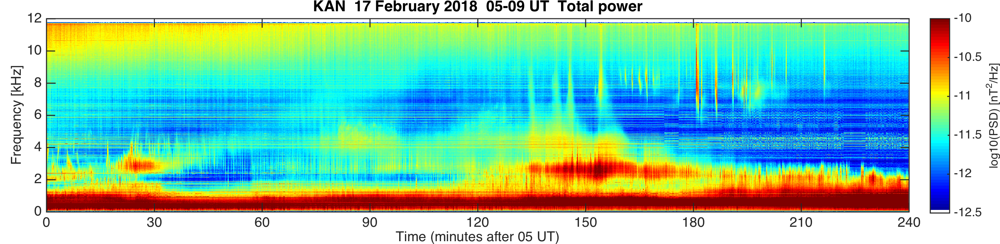 KAN 17 February 2018 05-09 UT Total power
12
10
8
6
4
2
0
Frequency [kHz]
0 30 60 90 120 150 180 210 240
Time (minutes after 05 UT)
-10
-10.5
-11
-11.5
-12
-12.5
log10(PSD) [nT²/Hz]